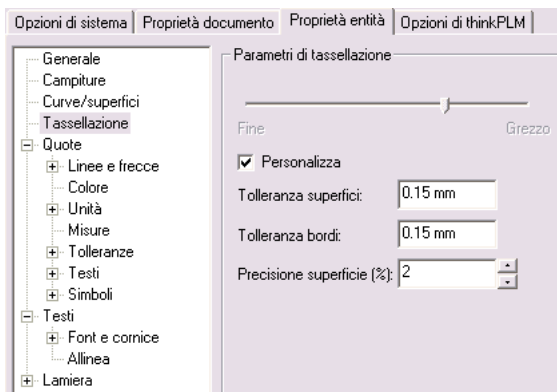 Opzioni di sistema Proprietà documento Proprietà entità Opzioni di thinkPLM
Generale
Campiture
Curve/superfici
Tassellazione
Quote
Linee e frecce
Colore
Unità
Misure
Tolleranze
Testi
Simboli
Testi
Font e cornice
Allinea
Lamiera
Parametri di tassellazione
Fine Grezzo
Personalizza
Tolleranza superfici: 0.15 mm
Tolleranza bordi: 0.15 mm
Precisione superficie (%): 2